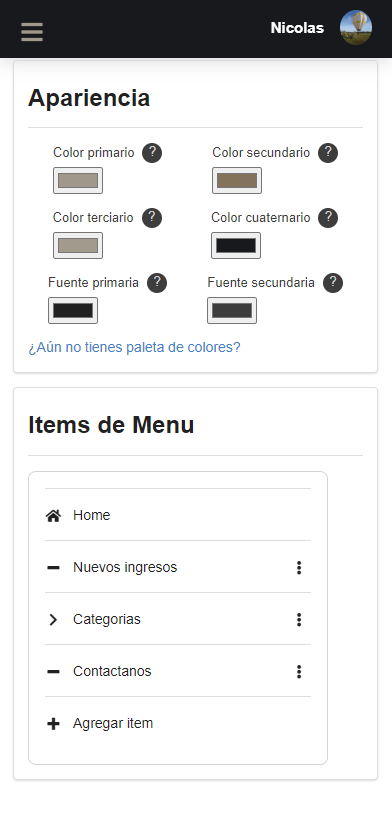 Nicolas
Apariencia
Color primario ?
Color secundario ?
Color terciario ?
Color cuaternario ?
Fuente primaria ?
Fuente secundaria ?
¿Aún no tienes paleta de colores?
Items de Menu
Home
Nuevos ingresos
Categorias
Contactanos
Agregar item